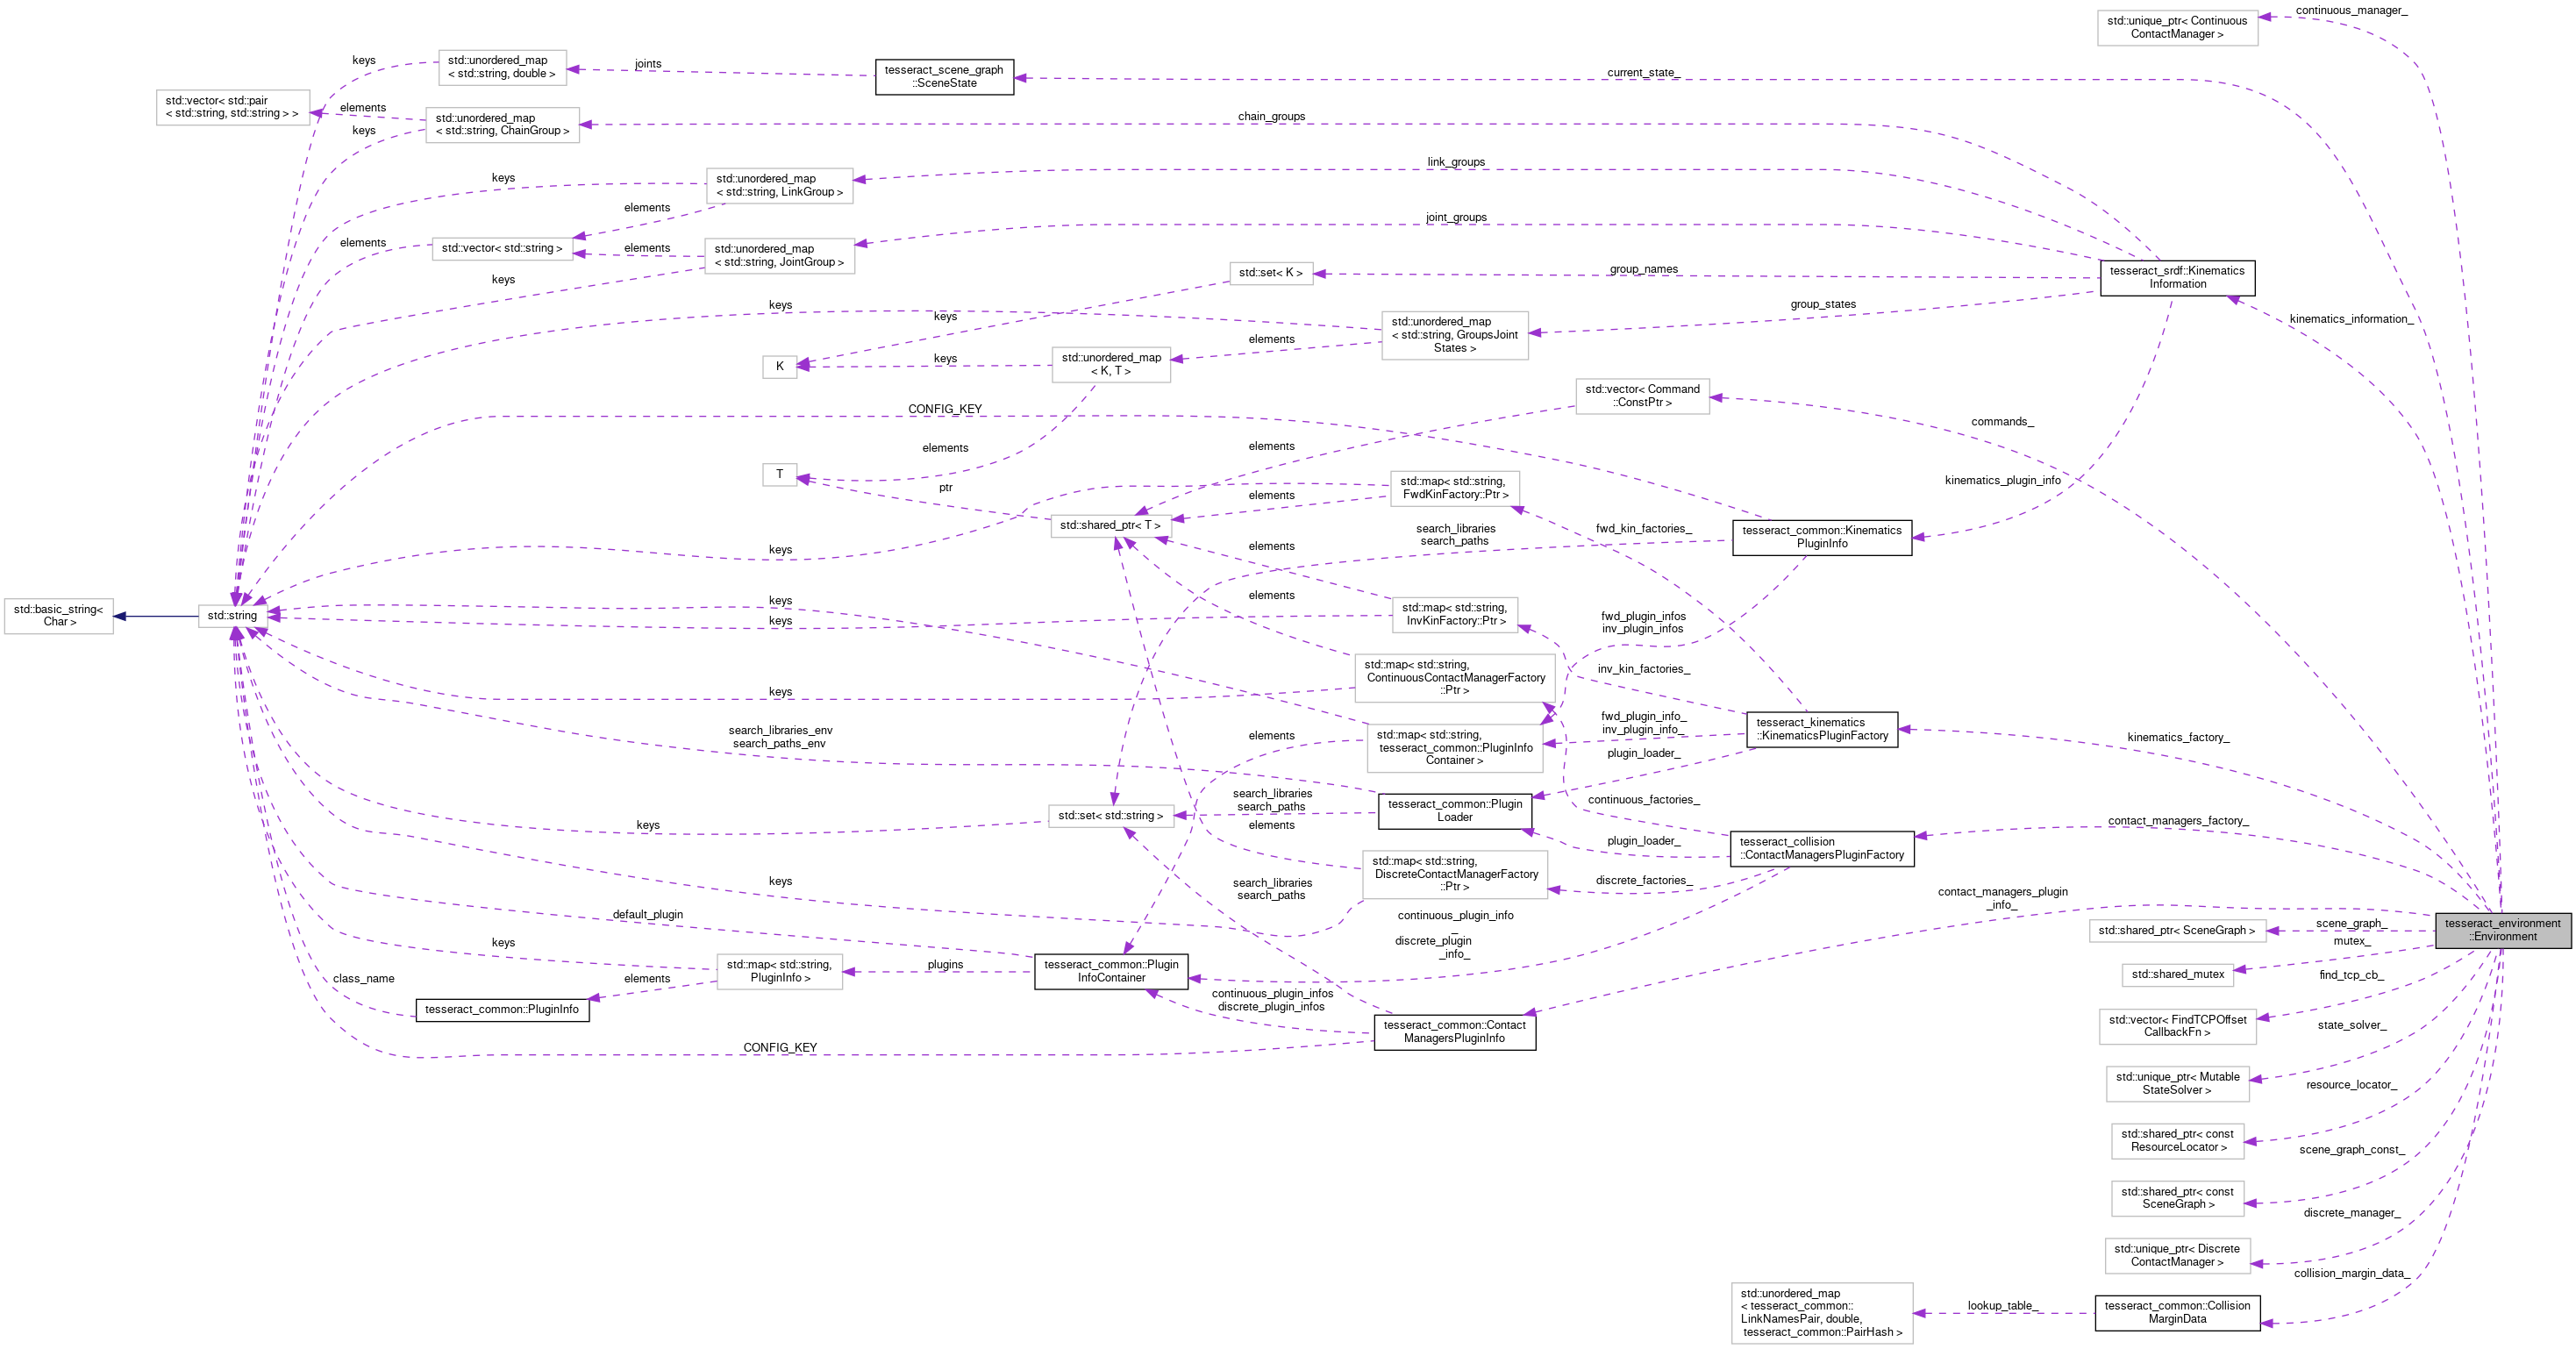 continuous_manager_
std::unique_ptr< Continuous
ContactManager >
std::unordered_map
< std::string, double >
keys
joints
tesseract_scene_graph
::SceneState
current_state_
std::vector< std::pair
< std::string, std::string > >
elements
std::unordered_map
< std::string, ChainGroup >
keys
chain_groups
link_groups
std::unordered_map
< std::string, LinkGroup >
keys
elements
joint_groups
std::vector< std::string >
elements
elements
std::unordered_map
< std::string, JointGroup >
keys
std::set< K >
group_names
tesseract_srdf::Kinematics
Information
keys
keys
group_states
std::unordered_map
< std::string, GroupsJoint
States >
kinematics_information_
elements
K
keys
std::unordered_map
< K, T >
std::vector< Command
::ConstPtr >
CONFIG_KEY
commands_
elements
elements
T
ptr
std::map< std::string,
FwdKinFactory::Ptr >
kinematics_plugin_info
elements
std::shared_ptr< T >
search_libraries
search_paths
fwd_kin_factories_
tesseract_common::Kinematics
PluginInfo
keys
elements
std::basic_string<
Char >
std::string
keys
keys
elements
std::map< std::string,
InvKinFactory::Ptr >
fwd_plugin_infos
inv_plugin_infos
std::map< std::string,
ContinuousContactManagerFactory
::Ptr >
inv_kin_factories_
keys
search_libraries_env
search_paths_env
elements
std::map< std::string,
tesseract_common::PluginInfo
Container >
fwd_plugin_info_
inv_plugin_info_
tesseract_kinematics
::KinematicsPluginFactory
kinematics_factory_
plugin_loader_
search_libraries
search_paths
tesseract_common::Plugin
Loader
continuous_factories_
std::set< std::string >
keys
elements
plugin_loader_
tesseract_collision
::ContactManagersPluginFactory
contact_managers_factory_
keys
search_libraries
search_paths
std::map< std::string,
DiscreteContactManagerFactory
::Ptr >
discrete_factories_
contact_managers_plugin
_info_
default_plugin
continuous_plugin_info
_
discrete_plugin
_info_
std::shared_ptr< SceneGraph >
scene_graph_
tesseract_environment
::Environment
mutex_
keys
std::map< std::string,
PluginInfo >
plugins
tesseract_common::Plugin
InfoContainer
std::shared_mutex
find_tcp_cb_
class_name
elements
tesseract_common::PluginInfo
continuous_plugin_infos
discrete_plugin_infos
tesseract_common::Contact
ManagersPluginInfo
std::vector< FindTCPOffset
CallbackFn >
state_solver_
CONFIG_KEY
std::unique_ptr< Mutable
StateSolver >
resource_locator_
std::shared_ptr< const
ResourceLocator >
scene_graph_const_
std::shared_ptr< const
SceneGraph >
discrete_manager_
std::unique_ptr< Discrete
ContactManager >
collision_margin_data_
std::unordered_map
< tesseract_common::
LinkNamesPair, double,
tesseract_common::PairHash >
lookup_table_
tesseract_common::Collision
MarginData